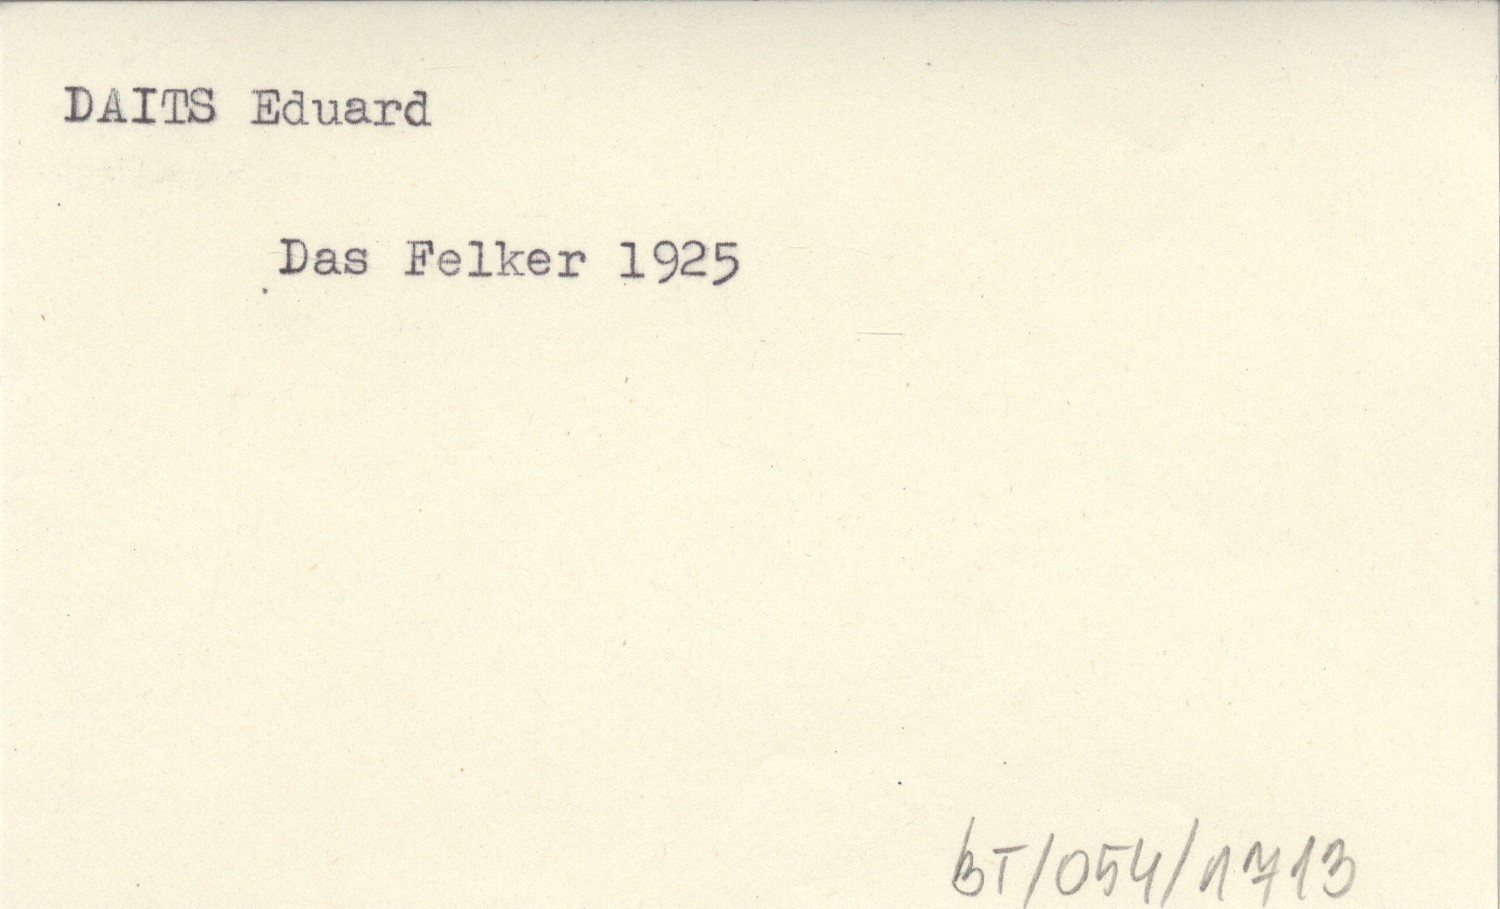 DAITS Eduard
Das Felker 1925
BT/054/1713